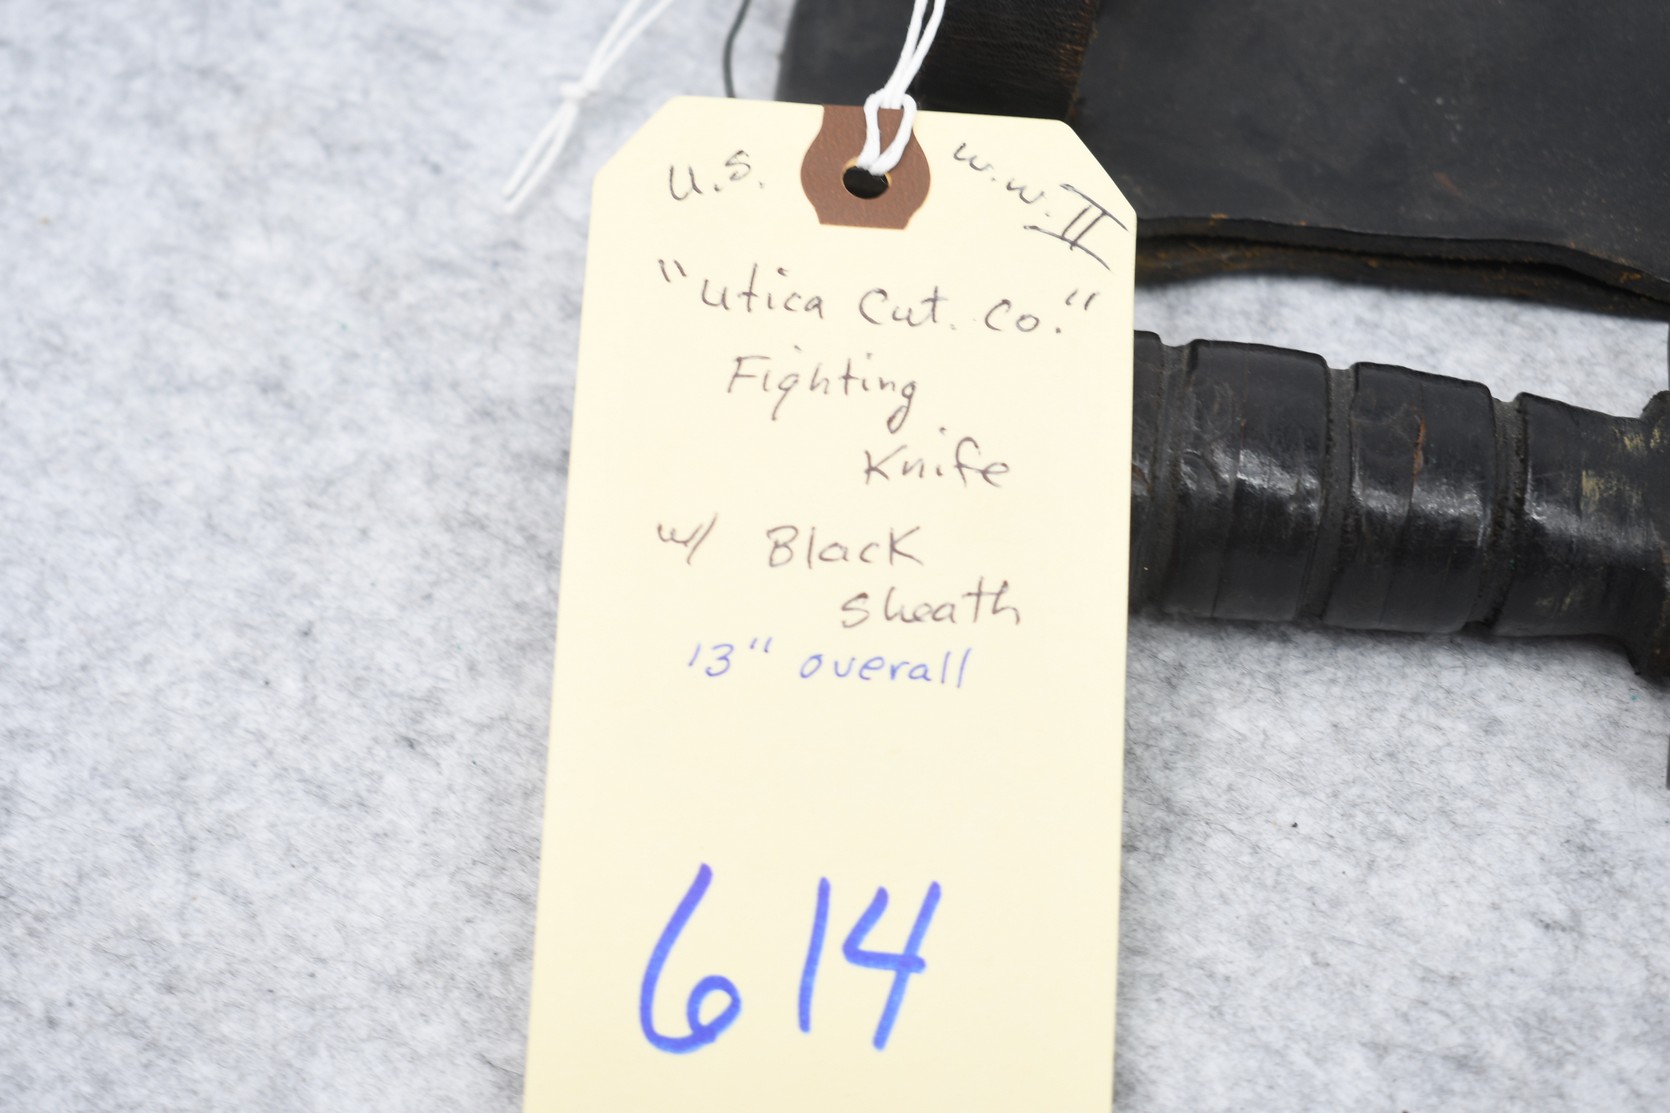 U.S. W.W.II
"Utica Cut. Co."
Fighting
Knife
w/ Black
Sheath
13" overall
614